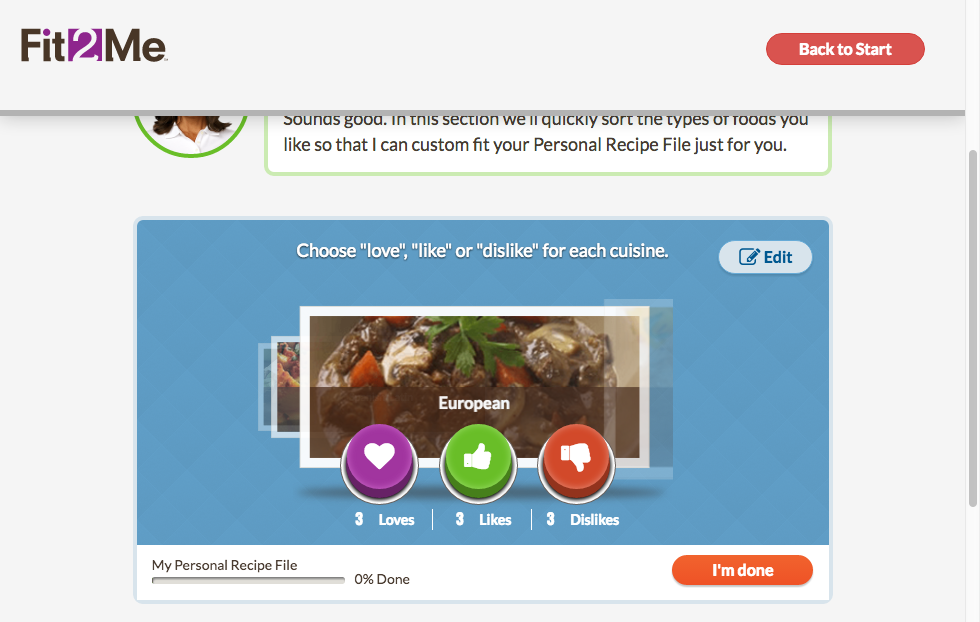 Fit2Me
Back to Start
Sounds good. In this section we'll quickly sort the types of foods you
like so that I can custom fit your Personal Recipe File just for you.
Choose "love", "like" or "dislike" for each cuisine.
Edit
European
3 Loves
3 Likes
3 Dislikes
My Personal Recipe File
0% Done
I'm done